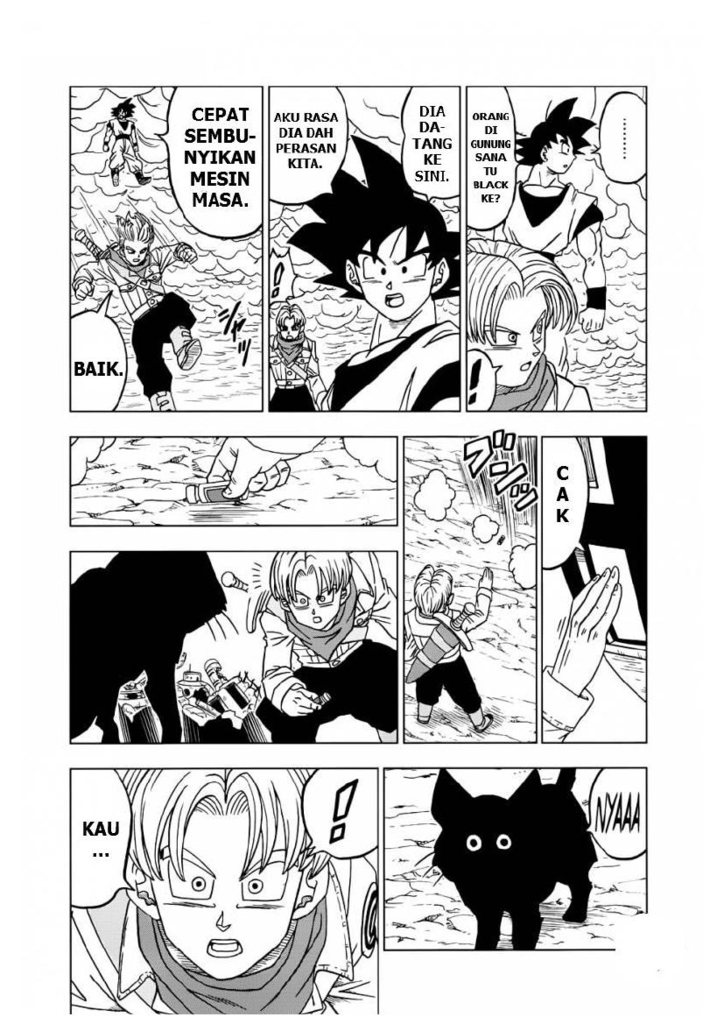 .........
ORANG
DI
GUNUNG
SANA
TU
BLACK
KE?
!
DIA
DA-
TANG
KE
SINI.
AKU RASA
DIA DAH
PERASAN
KITA.
!!
CEPAT
SEMBU-
NYIKAN
MESIN
MASA.
BAIK.
C
A
K
NYAAA
!
KAU
...